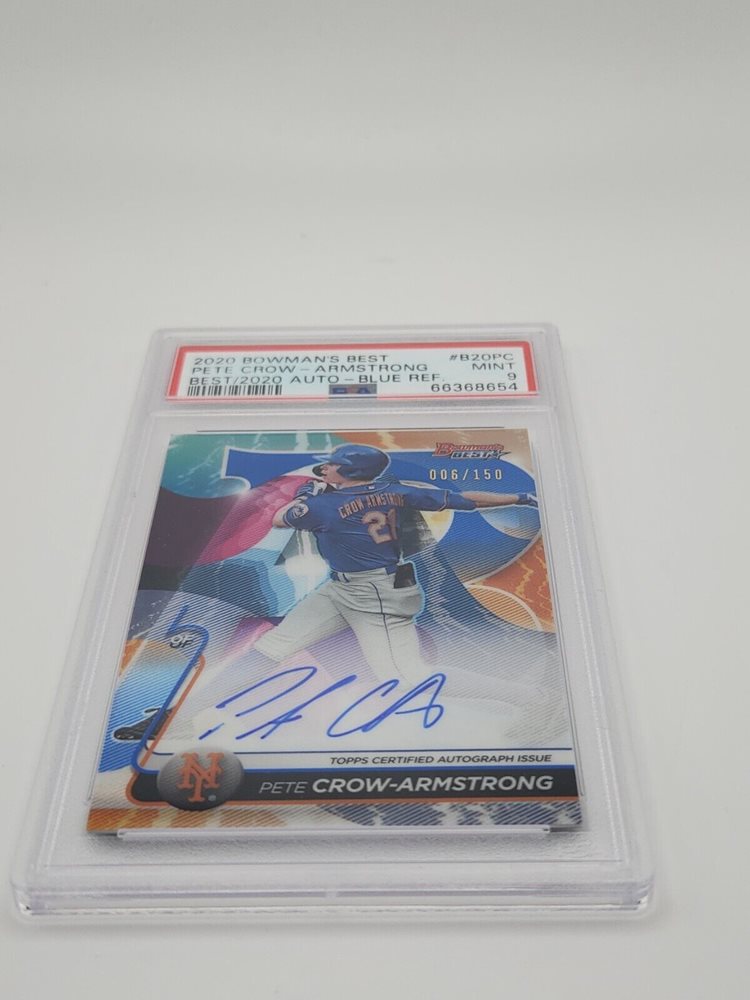 2020 BOWMAN'S BEST #B20PC
PETE CROW-ARMSTRONG MINT
BEST/2020 AUTO-BLUE REF. 9
66368654
Bowman's
BEST
006/150
CROW-ARMSTRONG
OF
TOPPS CERTIFIED AUTOGRAPH ISSUE
NY
PETE CROW-ARMSTRONG